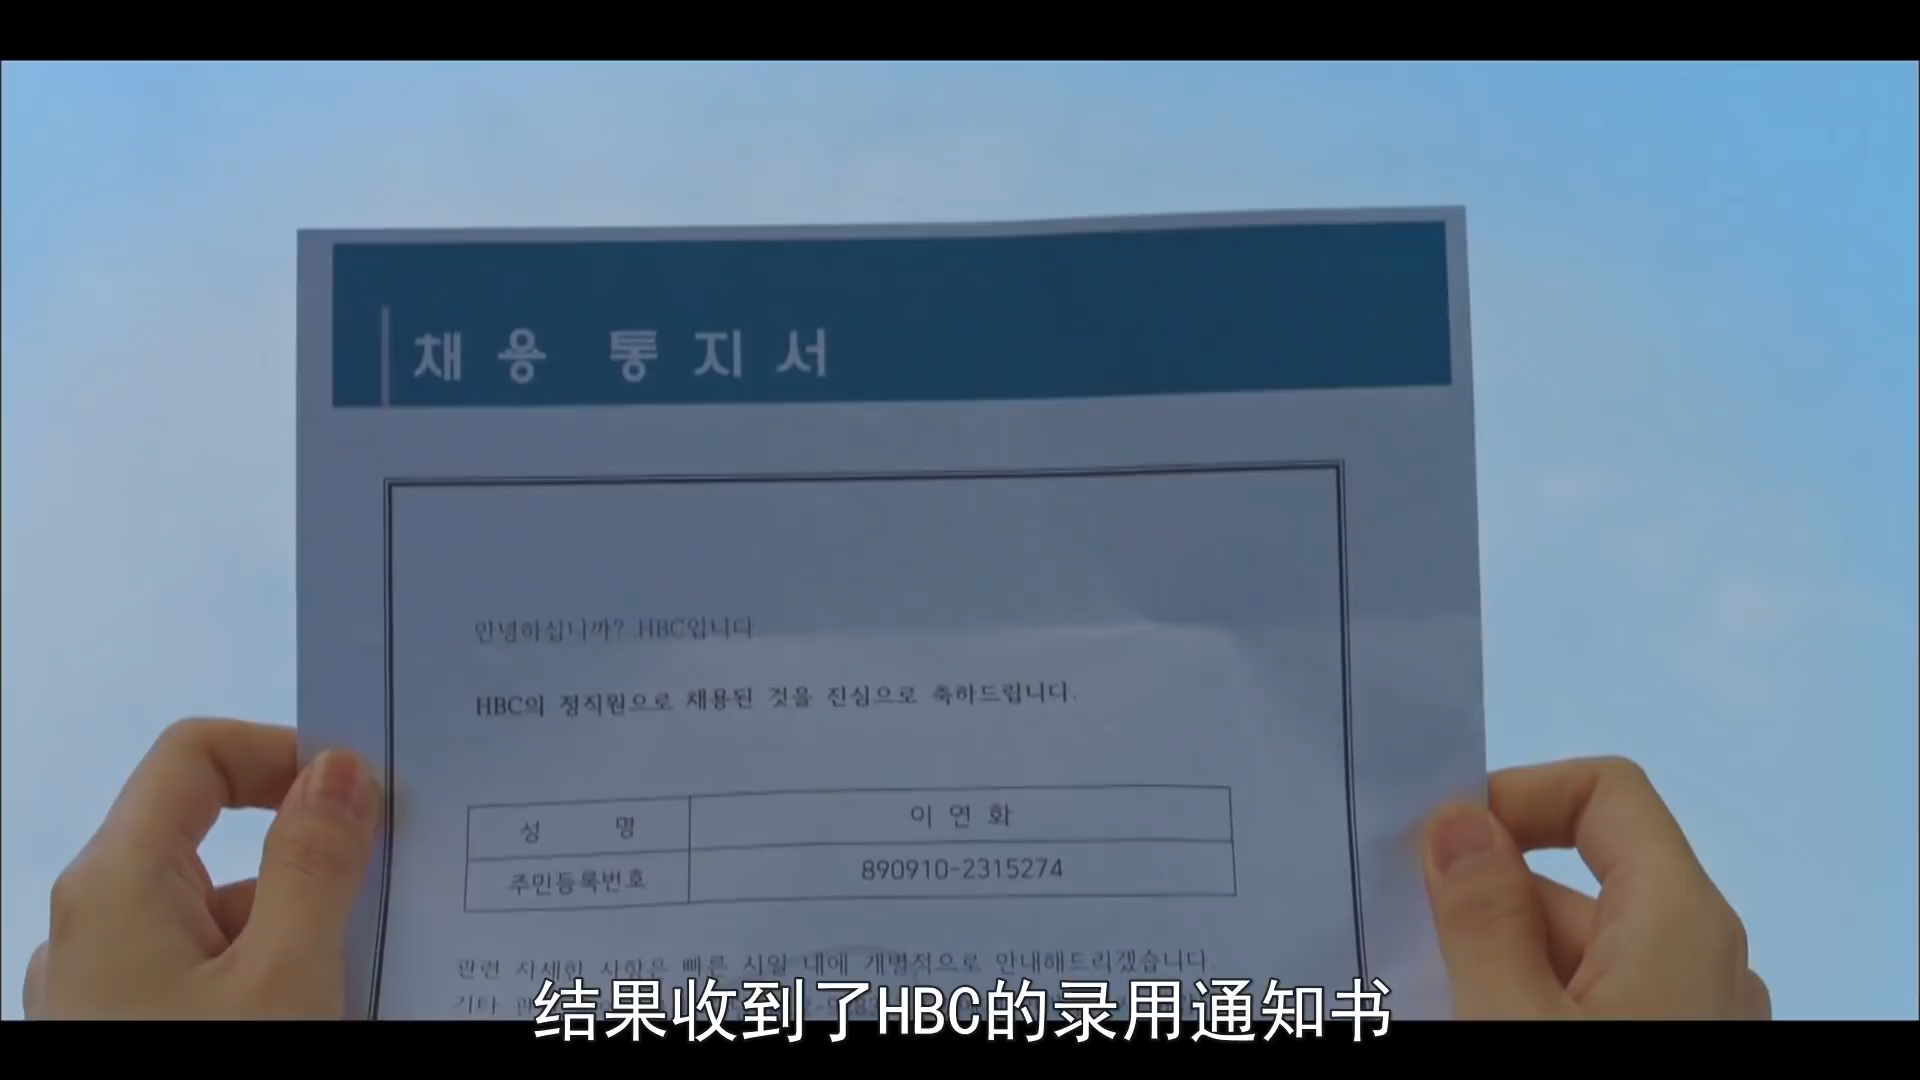 채용 통지서
안녕하십니까? HBC입니다
HBC의 정직원으로 채용된 것을 진심으로 축하드립니다.
성 명 이 연 화
주민등록번호 890910-2315274
관련 자세한 사항은 빠른 시일 내에 개별적으로 안내해드리겠습니다.
기타
结果收到了HBC的录用通知书